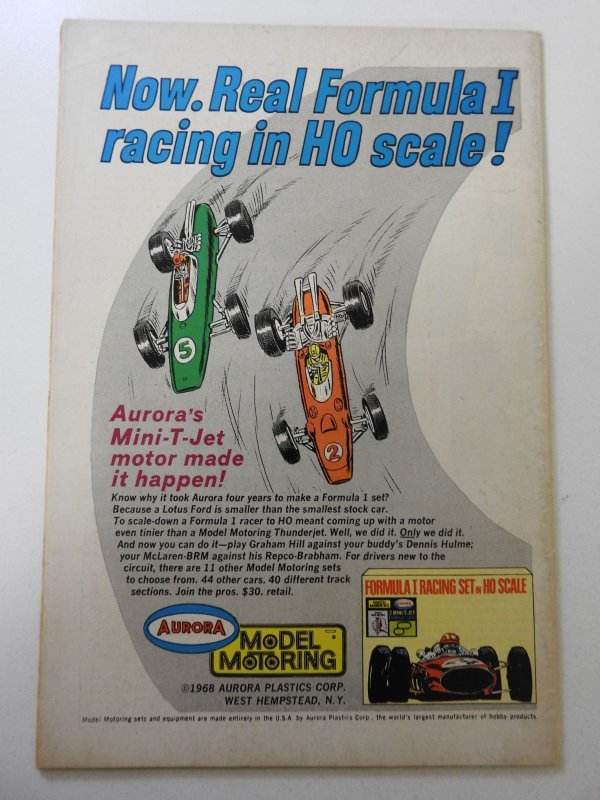 Now. Real Formula I
racing in HO scale!
5
2
Aurora's
Mini-T-Jet
motor made
it happen!
Know why it took Aurora four years to make a Formula 1 set?
Because a Lotus Ford is smaller than the smallest stock car.
To scale-down a Formula 1 racer to HO meant coming up with a motor
even tinier than a Model Motoring Thunderjet. Well, we did it. Only we did it.
And now you can do it—play Graham Hill against your buddy's Dennis Hulme;
your McLaren-BRM against his Repco-Brabham. For drivers new to the
circuit, there are 11 other Model Motoring sets
to choose from. 44 other cars. 40 different track
sections. Join the pros. $30. retail.
FORMULA I RACING SET IN HO SCALE
AURORA
MODEL
MOTORING
©1968 AURORA PLASTICS CORP.
WEST HEMPSTEAD, N.Y.
Model Motoring sets and equipment are made entirely in the U.S.A. by Aurora Plastics Corp., the world's largest manufacturer of hobby products.